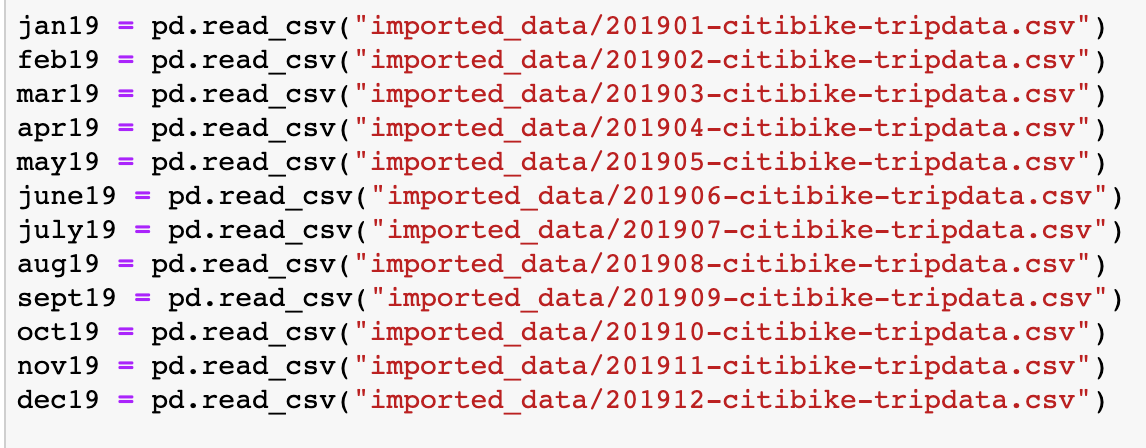 jan19 = pd.read_csv("imported_data/201901-citibike-tripdata.csv")
feb19 = pd.read_csv("imported_data/201902-citibike-tripdata.csv")
mar19 = pd.read_csv("imported_data/201903-citibike-tripdata.csv")
apr19 = pd.read_csv("imported_data/201904-citibike-tripdata.csv")
may19 = pd.read_csv("imported_data/201905-citibike-tripdata.csv")
june19 = pd.read_csv("imported_data/201906-citibike-tripdata.csv")
july19 = pd.read_csv("imported_data/201907-citibike-tripdata.csv")
aug19 = pd.read_csv("imported_data/201908-citibike-tripdata.csv")
sept19 = pd.read_csv("imported_data/201909-citibike-tripdata.csv")
oct19 = pd.read_csv("imported_data/201910-citibike-tripdata.csv")
nov19 = pd.read_csv("imported_data/201911-citibike-tripdata.csv")
dec19 = pd.read_csv("imported_data/201912-citibike-tripdata.csv")